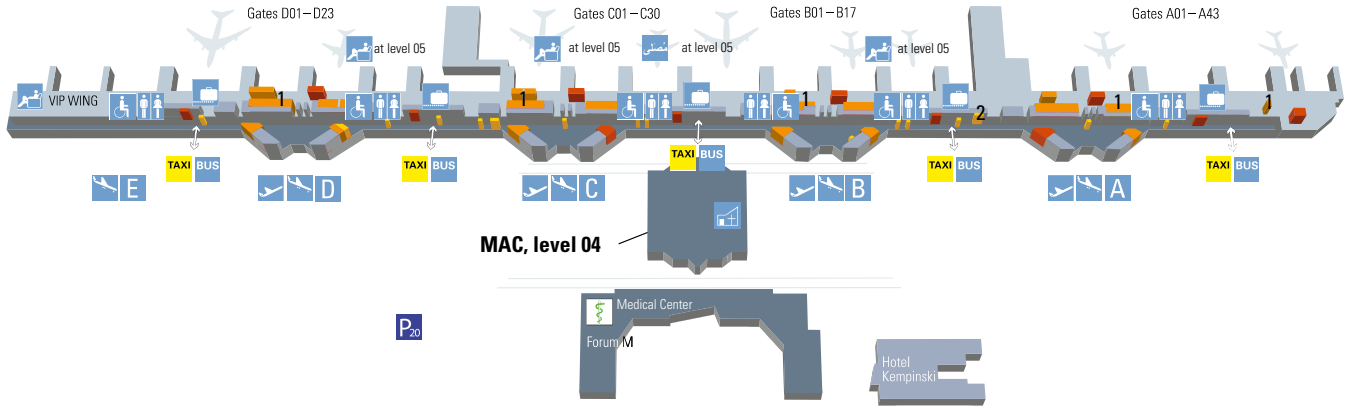 Gates D01–D23
Gates C01–C30
Gates B01–B17
Gates A01–A43
at level 05
at level 05
مصلى
at level 05
at level 05
VIP WING
1
1
1
2
1
1
TAXI BUS
TAXI BUS
TAXI BUS
TAXI BUS
TAXI BUS
E
D
C
B
A
MAC, level 04
Medical Center
Forum M
P20
Hotel
Kempinski